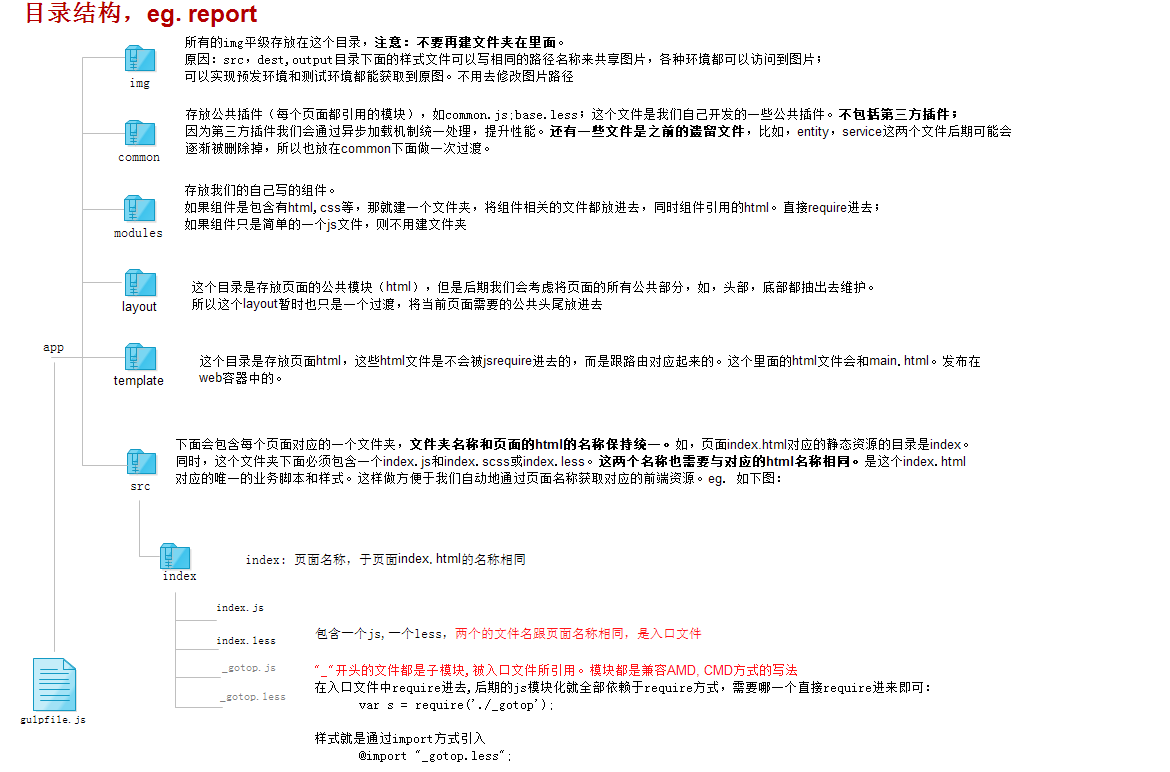 目录结构，eg. report
所有的img平级存放在这个目录，注意：不要再建文件夹在里面。
原因：src，dest,output目录下面的样式文件可以写相同的路径名称来共享图片，各种环境都可以访问到图片；
可以实现预发环境和测试环境都能获取到原图。不用去修改图片路径
img
存放公共插件（每个页面都引用的模块），如common.js;base.less；这个文件是我们自己开发的一些公共插件。不包括第三方插件；
因为第三方插件我们会通过异步加载机制统一处理，提升性能。还有一些文件是之前的遗留文件，比如，entity，service这两个文件后期可能会
逐渐被删除掉，所以也放在common下面做一次过渡。
common
存放我们的自己写的组件。
如果组件是包含有html,css等，那就建一个文件夹，将组件相关的文件都放进去，同时组件引用的html。直接require进去；
如果组件只是简单的一个js文件，则不用建文件夹
modules
这个目录是存放页面的公共模块（html），但是后期我们会考虑将页面的所有公共部分，如，头部，底部都抽出去维护。
所以这个layout暂时也只是一个过渡，将当前页面需要的公共头尾放进去
layout
app
这个目录是存放页面html，这些html文件是不会被jsrequire进去的，而是跟路由对应起来的。这个里面的html文件会和main.html。发布在
web容器中的。
template
下面会包含每个页面对应的一个文件夹，文件夹名称和页面的html的名称保持统一。如，页面index.html对应的静态资源的目录是index。
同时，这个文件夹下面必须包含一个index.js和index.scss或index.less。这两个名称也需要与对应的html名称相同。是这个index.html
对应的唯一的业务脚本和样式。这样做方便于我们自动地通过页面名称获取对应的前端资源。eg. 如下图：
src
index: 页面名称，于页面index.html的名称相同
index
index.js
index.less
包含一个js,一个less，两个的文件名跟页面名称相同，是入口文件
_gotop.js
_gotop.less
"_"开头的文件都是子模块,被入口文件所引用。模块都是兼容AMD, CMD方式的写法
在入口文件中require进去,后期的js模块化就全部依赖于require方式，需要哪一个直接require进来即可：
var s = require('./_gotop');
gulpfile.js
样式就是通过import方式引入
@import "_gotop.less";